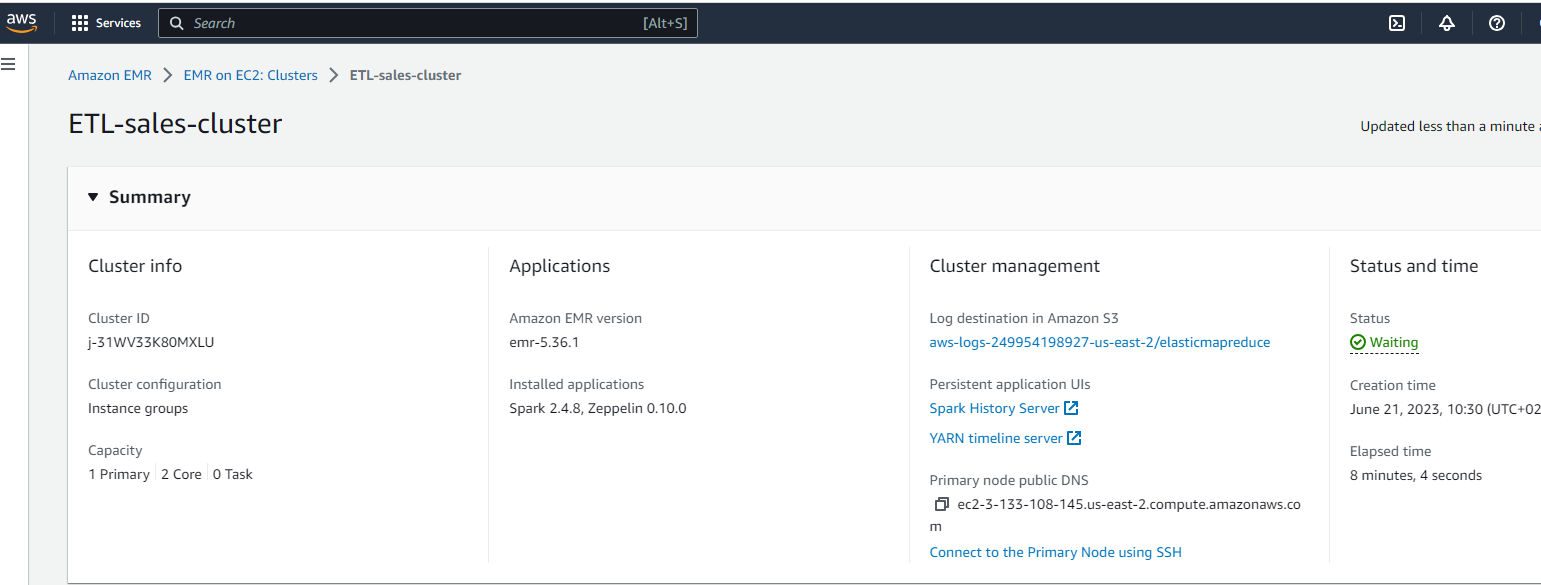 aws
Services
Search
[Alt+S]
Amazon EMR > EMR on EC2: Clusters > ETL-sales-cluster
ETL-sales-cluster
Updated less than a minute a
Summary
Cluster info
Cluster ID
j-31WV33K80MXLU
Cluster configuration
Instance groups
Capacity
1 Primary | 2 Core | 0 Task
Applications
Amazon EMR version
emr-5.36.1
Installed applications
Spark 2.4.8, Zeppelin 0.10.0
Cluster management
Log destination in Amazon S3
aws-logs-249954198927-us-east-2/elasticmapreduce
Persistent application UIs
Spark History Server
YARN timeline server
Primary node public DNS
ec2-3-133-108-145.us-east-2.compute.amazonaws.co
m
Connect to the Primary Node using SSH
Status and time
Status
Waiting
Creation time
June 21, 2023, 10:30 (UTC+02
Elapsed time
8 minutes, 4 seconds